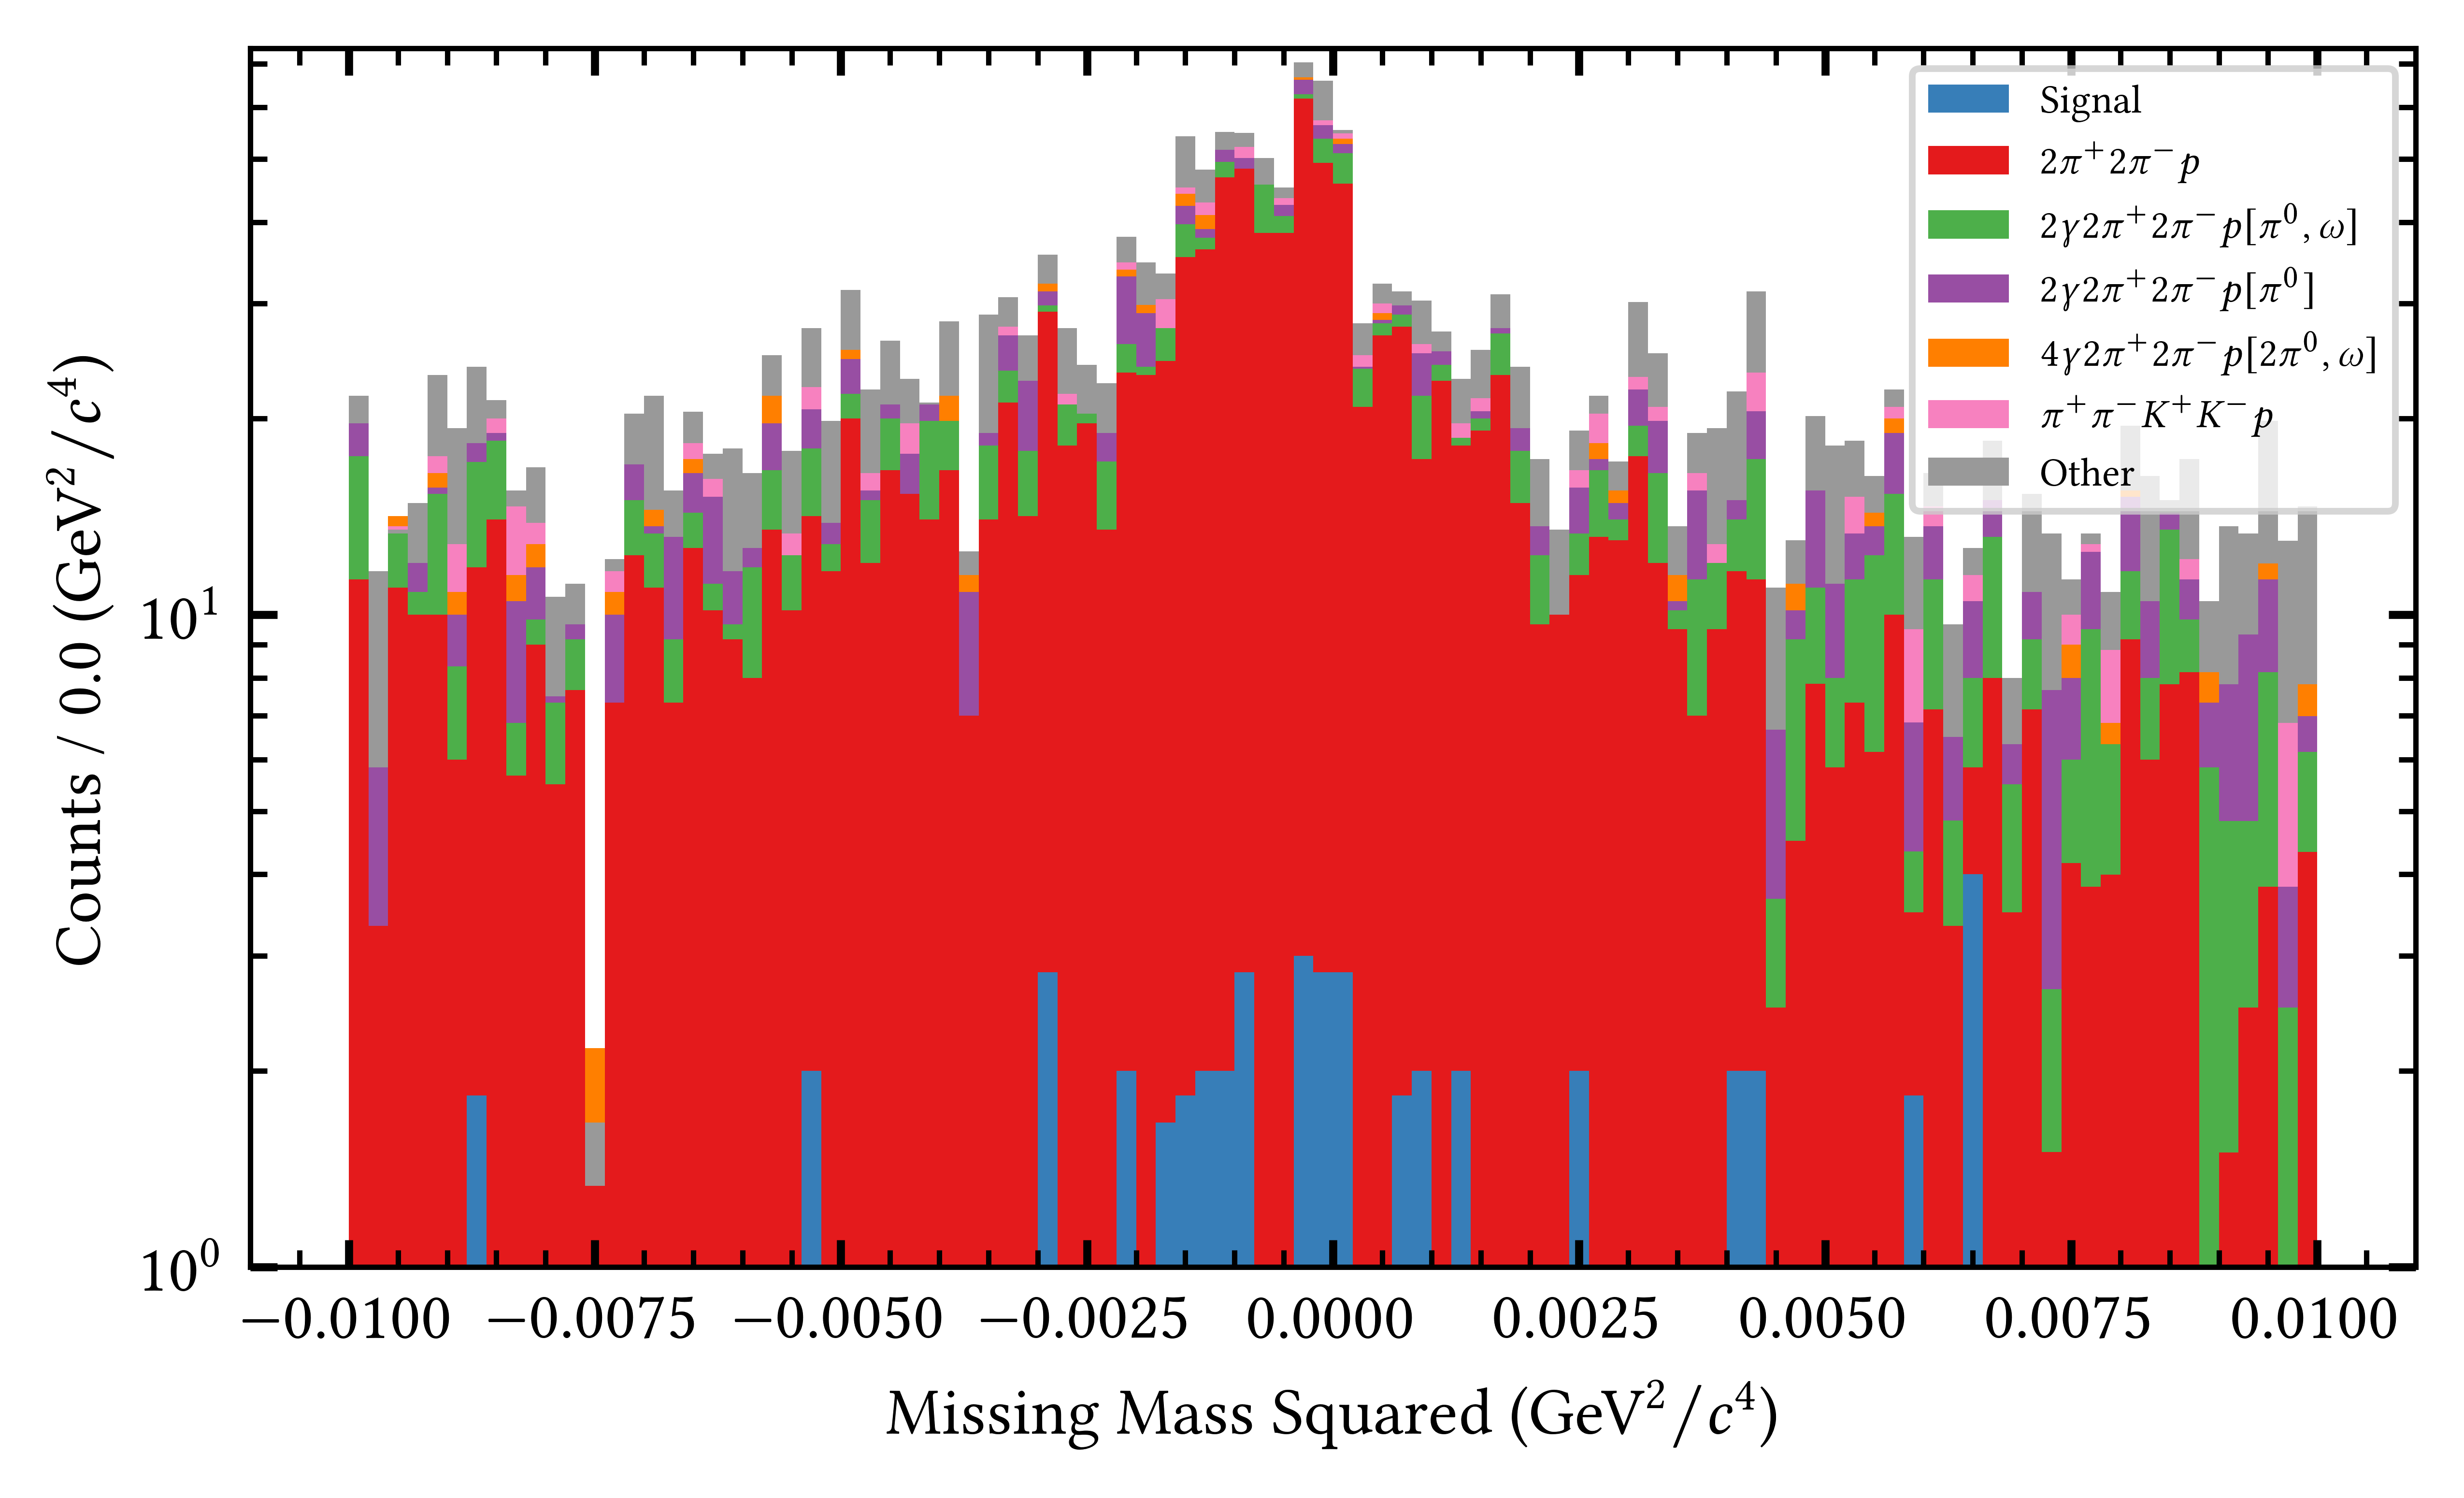 Counts / 0.0 (GeV²/c⁴)
10¹
10⁰
Signal
2π⁺2π⁻p
2γ2π⁺2π⁻p[π⁰, ω]
2γ2π⁺2π⁻p[π⁰]
4γ2π⁺2π⁻p[2π⁰, ω]
π⁺π⁻K⁺K⁻p
Other
−0.0100 −0.0075 −0.0050 −0.0025 0.0000 0.0025 0.0050 0.0075 0.0100
Missing Mass Squared (GeV²/c⁴)